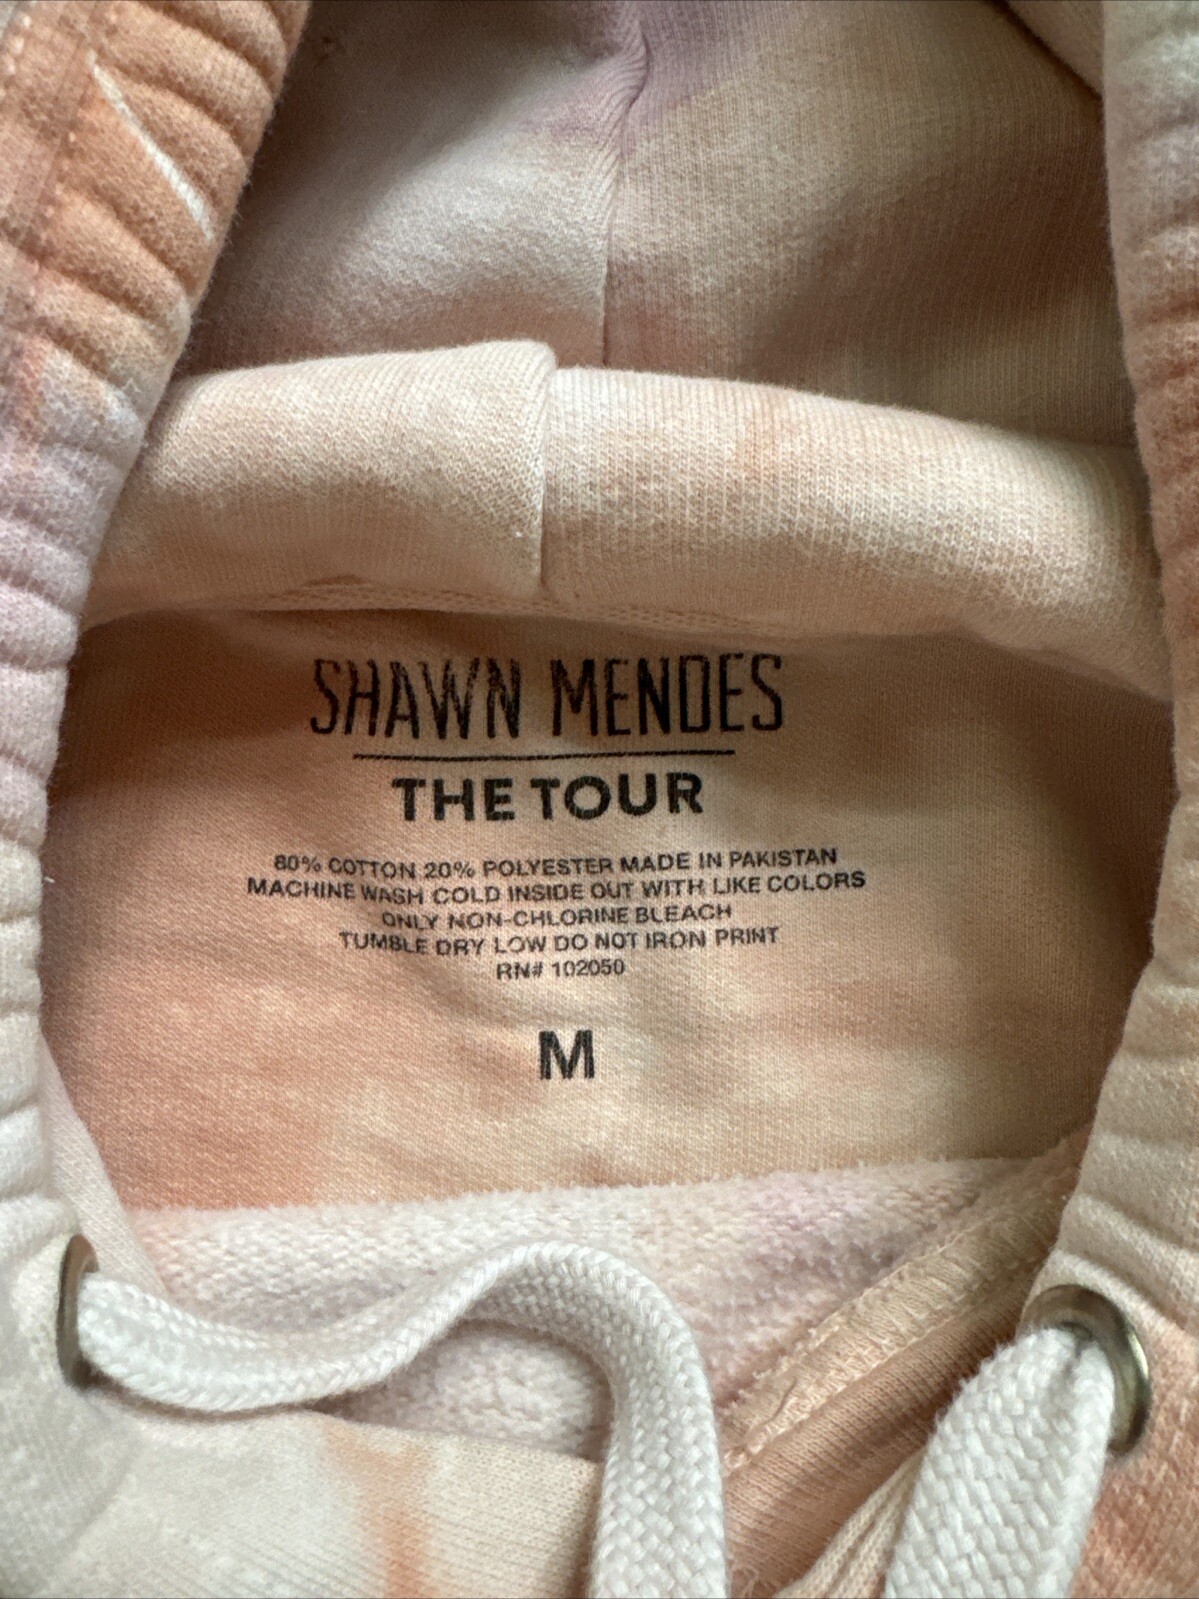 SHAWN MENDES
THE TOUR
80% COTTON 20% POLYESTER MADE IN PAKISTAN
MACHINE WASH COLD INSIDE OUT WITH LIKE COLORS
ONLY NON-CHLORINE BLEACH
TUMBLE DRY LOW DO NOT IRON PRINT
RN# 102050
M